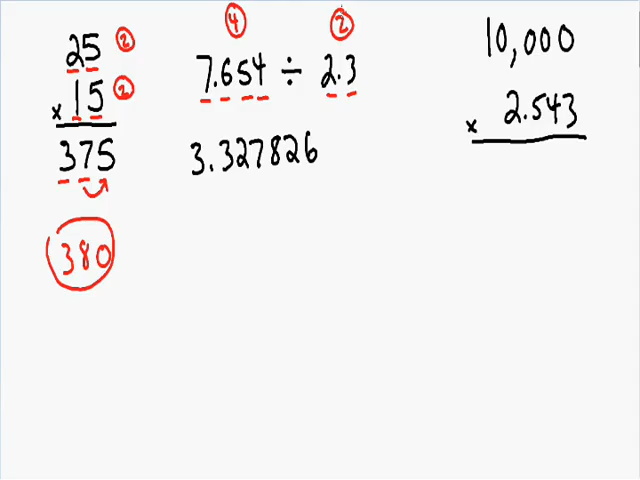 25 ②
x 15 ②
375
380
④ ②
7.654 ÷ 2.3
3.327826
10,000
x 2.543